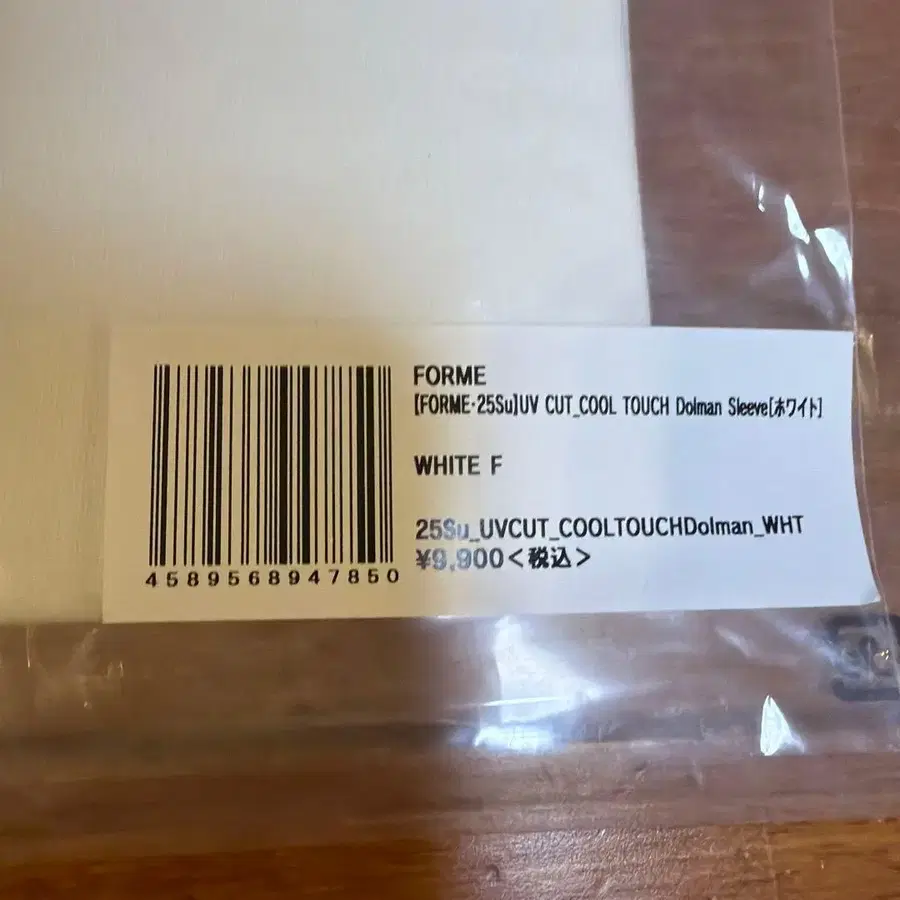 FORME
[FORME・25Su]UV CUT_COOL TOUCH Dolman Sleeve[ホワイト]
WHITE F
25Su_UVCUT_COOLTOUCHDolman_WHT
¥9,900<税込>
4589568947850